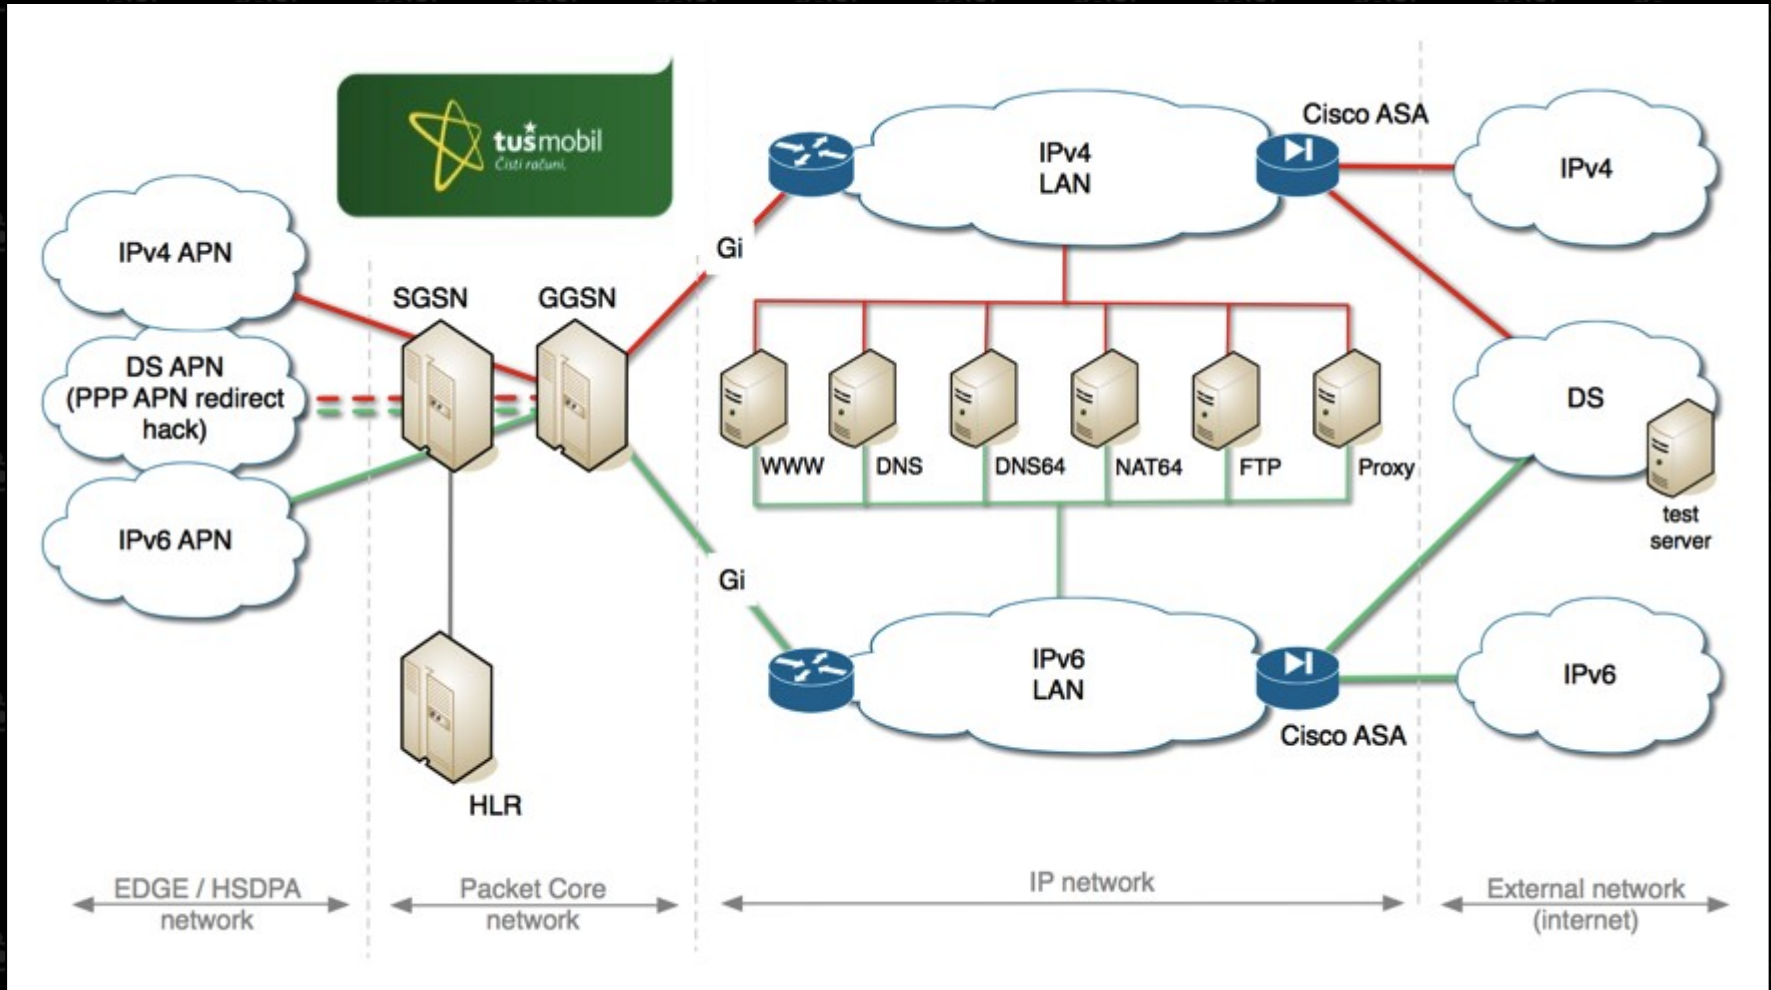 tušmobil
Čisti računi.
IPv4 APN
DS APN
(PPP APN redirect
hack)
IPv6 APN
SGSN
GGSN
HLR
Gi
Gi
IPv4
LAN
Cisco ASA
IPv4
WWW
DNS
DNS64
NAT64
FTP
Proxy
DS
test
server
IPv6
LAN
Cisco ASA
IPv6
EDGE / HSDPA
network
Packet Core
network
IP network
External network
(internet)